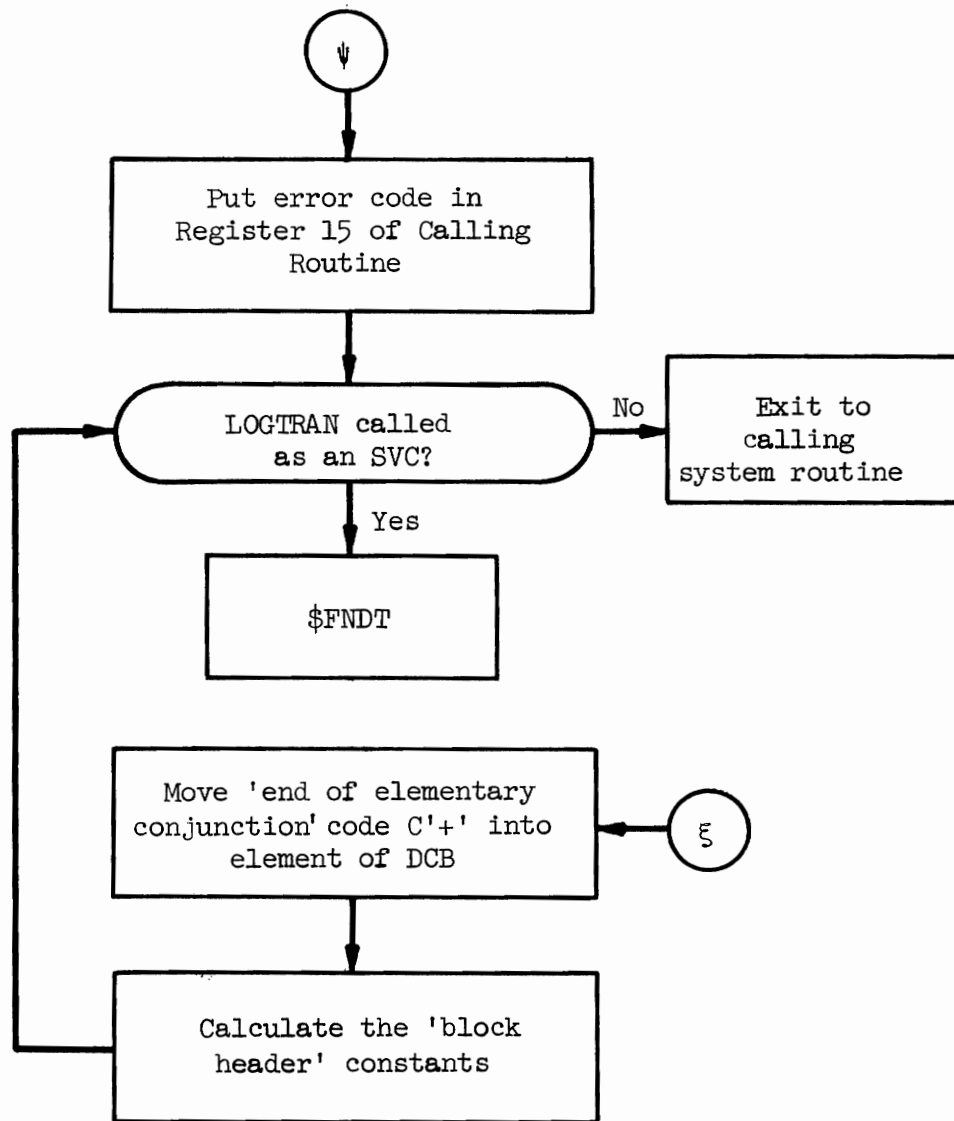 ψ
Put error code in
Register 15 of Calling
Routine
LOGTRAN called
as an SVC?
No
Exit to
calling
system routine
Yes
$FNDT
Move 'end of elementary
conjunction' code C'+' into
element of DCB
ξ
Calculate the 'block
header' constants